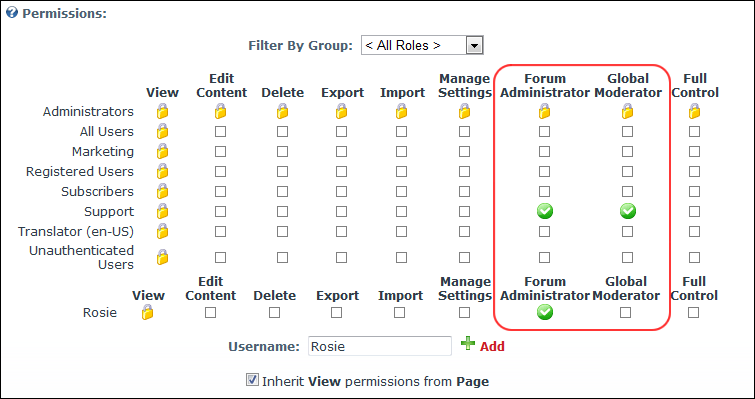 Permissions:
Filter By Group: < All Roles >
View Edit Content Delete Export Import Manage Settings Forum Administrator Global Moderator Full Control
Administrators
All Users
Marketing
Registered Users
Subscribers
Support
Translator (en-US)
Unauthenticated Users
View Edit Content Delete Export Import Manage Settings Forum Administrator Global Moderator Full Control
Rosie
Username: Rosie Add
Inherit View permissions from Page